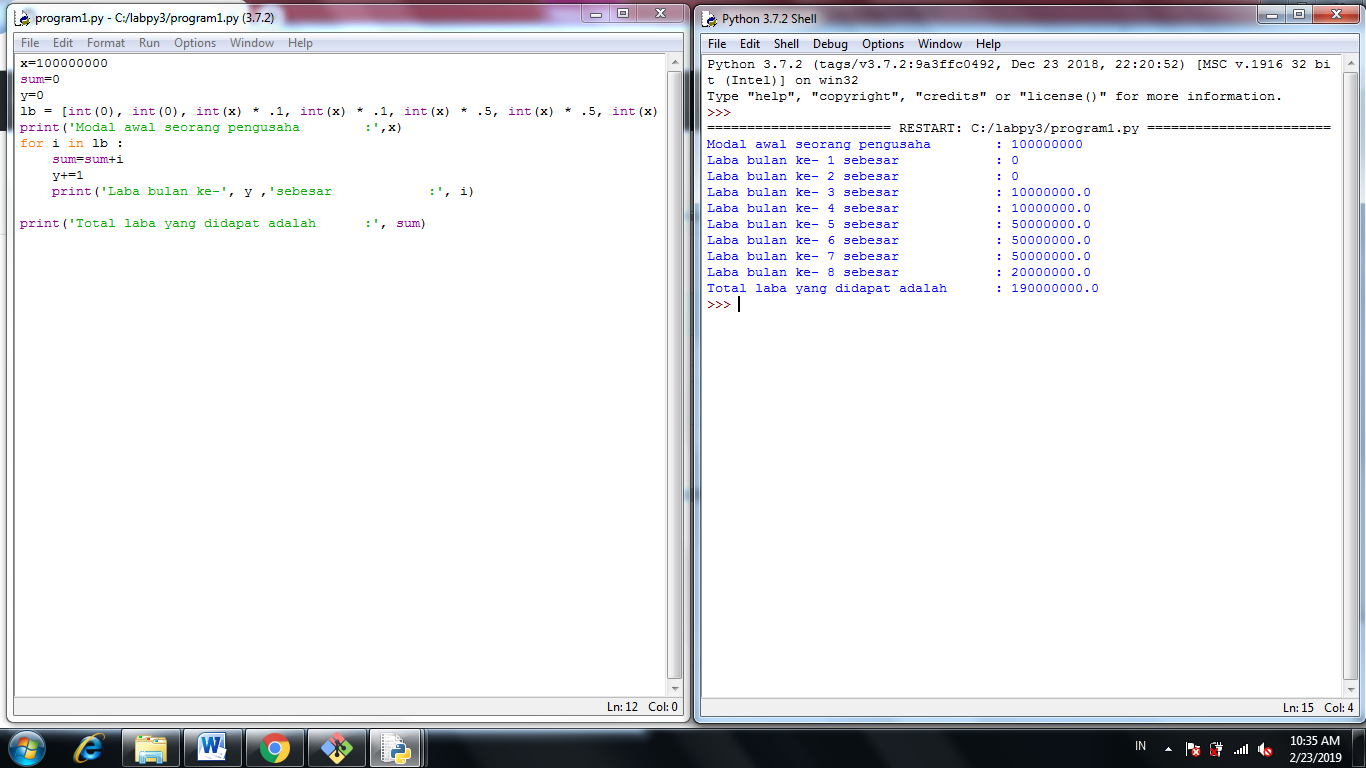 program1.py - C:/labpy3/program1.py (3.7.2)
File Edit Format Run Options Window Help
x=100000000
sum=0
y=0
lb = [int(0), int(0), int(x) * .1, int(x) * .1, int(x) * .5, int(x) * .5, int(x)
print('Modal awal seorang pengusaha        :',x)
for i in lb :
    sum=sum+i
    y+=1
    print('Laba bulan ke-', y ,'sebesar            :', i)
print('Total laba yang didapat adalah      :', sum)
Ln: 12 Col: 0
Python 3.7.2 Shell
File Edit Shell Debug Options Window Help
Python 3.7.2 (tags/v3.7.2:9a3ffc0492, Dec 23 2018, 22:20:52) [MSC v.1916 32 bi
t (Intel)] on win32
Type "help", "copyright", "credits" or "license()" for more information.
>>>
======================= RESTART: C:/labpy3/program1.py =======================
Modal awal seorang pengusaha        : 100000000
Laba bulan ke- 1 sebesar            : 0
Laba bulan ke- 2 sebesar            : 0
Laba bulan ke- 3 sebesar            : 10000000.0
Laba bulan ke- 4 sebesar            : 10000000.0
Laba bulan ke- 5 sebesar            : 50000000.0
Laba bulan ke- 6 sebesar            : 50000000.0
Laba bulan ke- 7 sebesar            : 50000000.0
Laba bulan ke- 8 sebesar            : 20000000.0
Total laba yang didapat adalah      : 190000000.0
>>>
Ln: 15 Col: 4
IN
10:35 AM
2/23/2019